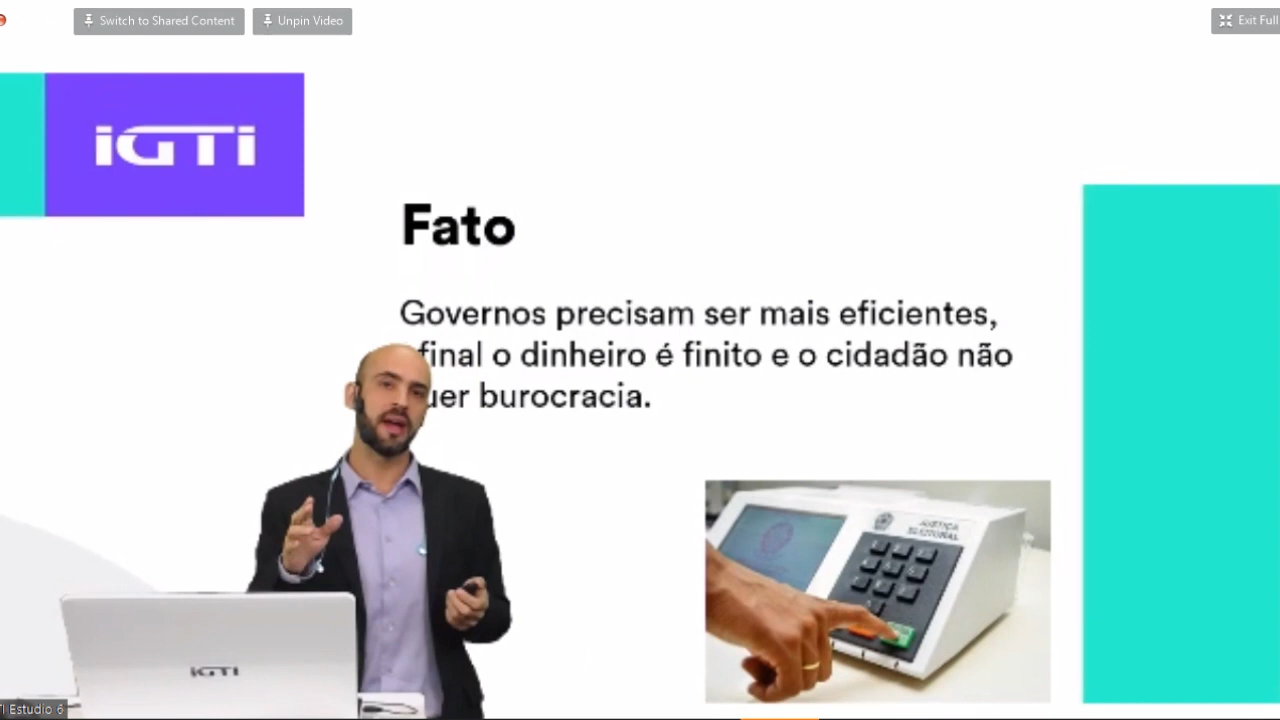 Switch to Shared Content
Unpin Video
Exit Full
iGTi
Fato
Governos precisam ser mais eficientes,
final o dinheiro é finito e o cidadão não
uer burocracia.
JUSTIÇA
ELEITORAL
iGTi
TI Estudio 6